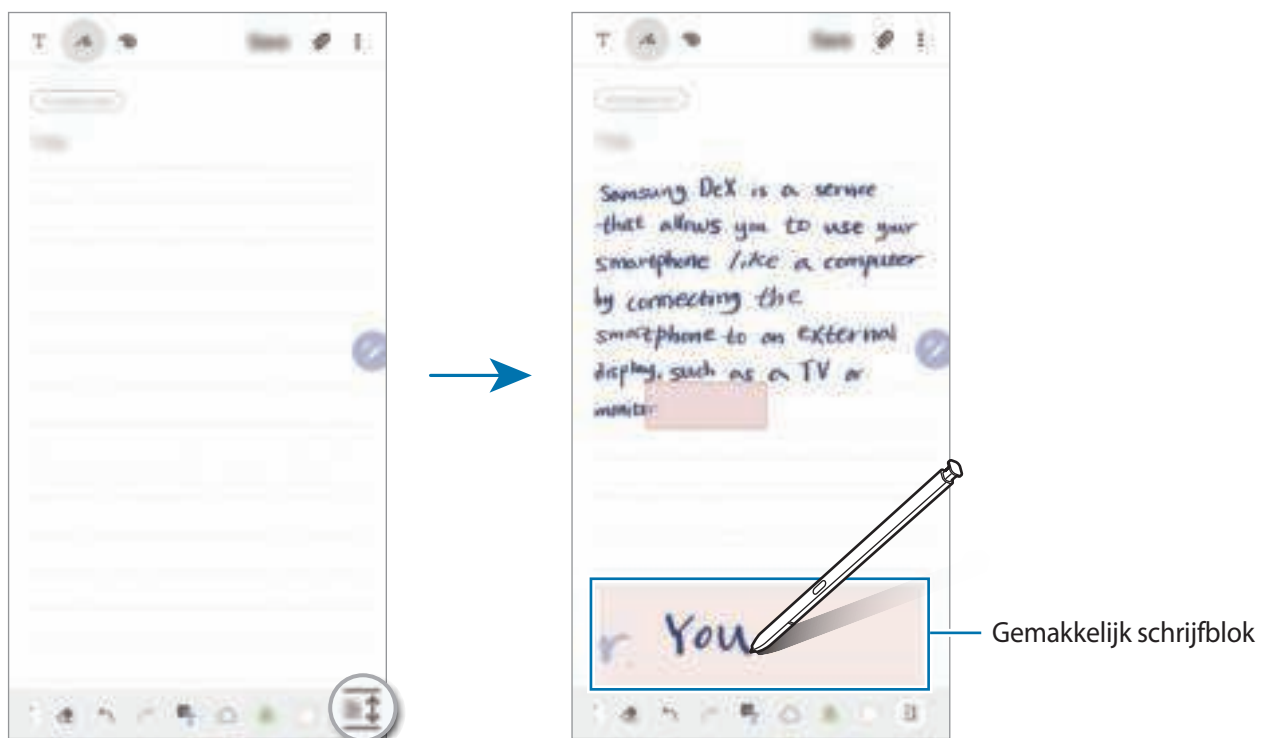 T
T
Samsung DeX is a service
that allows you to use your
smartphone like a computer
by connecting the
smartphone to an external
display, such as a TV or
monitor
r. You
Gemakkelijk schrijfblok